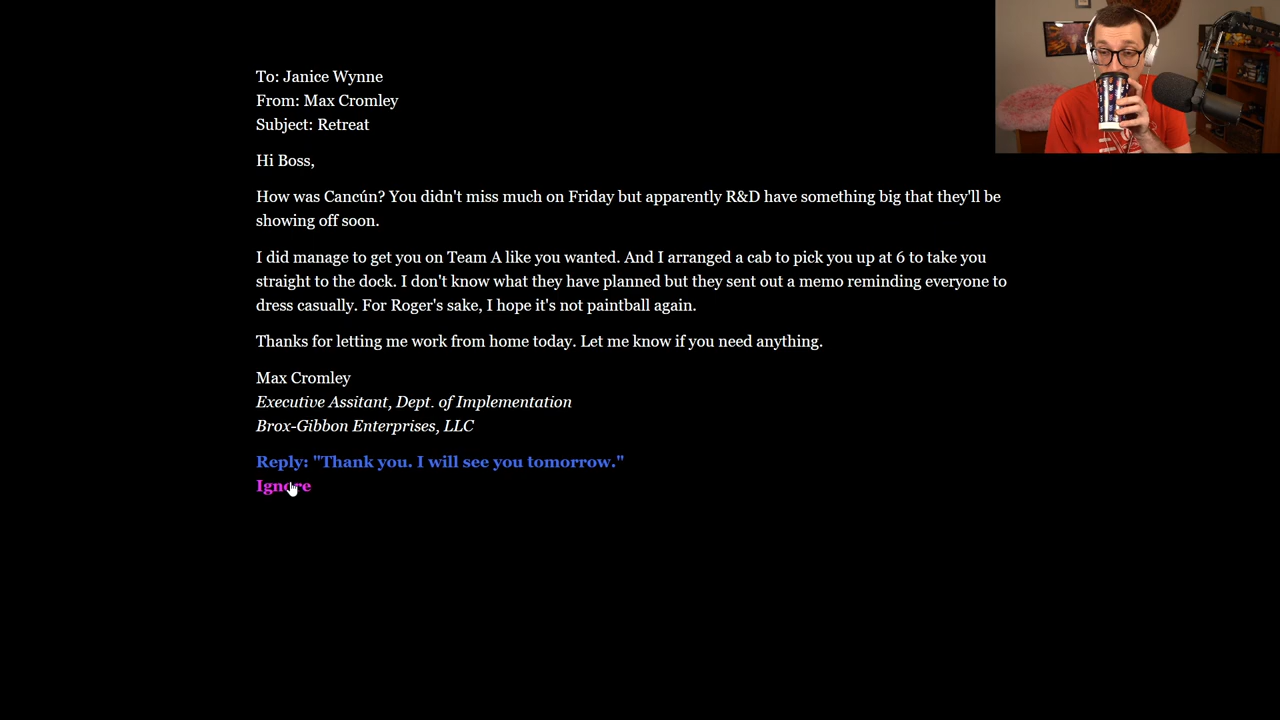 To: Janice Wynne
From: Max Cromley
Subject: Retreat
Hi Boss,
How was Cancún? You didn't miss much on Friday but apparently R&D have something big that they'll be
showing off soon.
I did manage to get you on Team A like you wanted. And I arranged a cab to pick you up at 6 to take you
straight to the dock. I don't know what they have planned but they sent out a memo reminding everyone to
dress casually. For Roger's sake, I hope it's not paintball again.
Thanks for letting me work from home today. Let me know if you need anything.
Max Cromley
Executive Assitant, Dept. of Implementation
Brox-Gibbon Enterprises, LLC
Reply: "Thank you. I will see you tomorrow."
Ignore